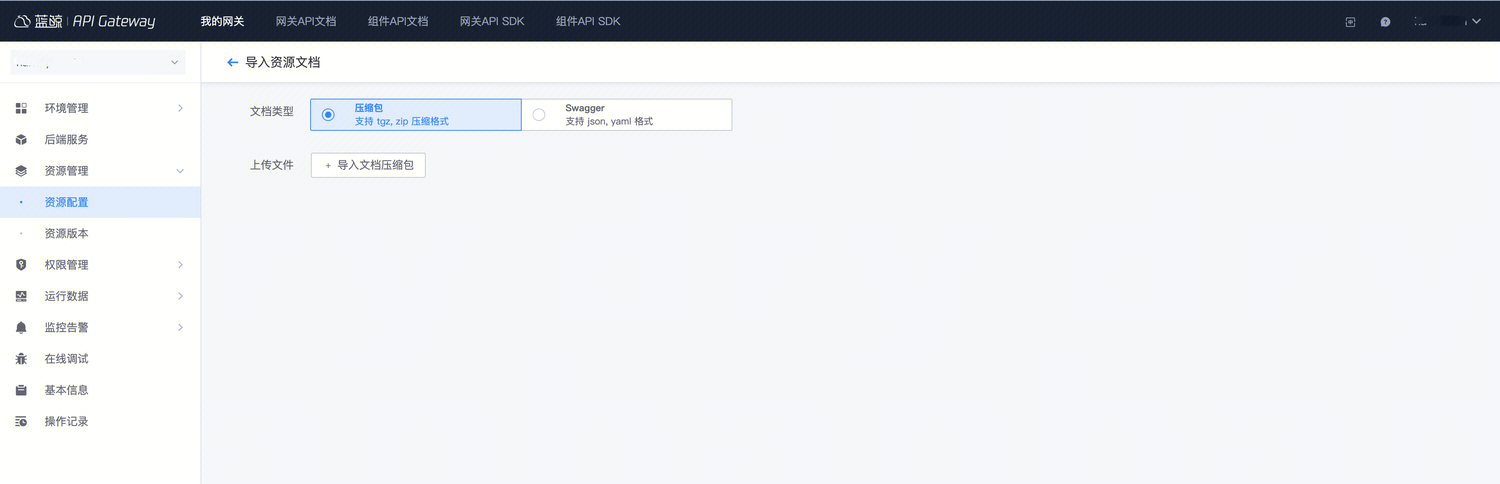 蓝鲸 | API Gateway
我的网关
网关API文档
组件API文档
网关API SDK
组件API SDK
导入资源文档
环境管理
后端服务
资源管理
资源配置
资源版本
权限管理
运行数据
监控告警
在线调试
基本信息
操作记录
文档类型
压缩包
支持 tgz, zip 压缩格式
Swagger
支持 json, yaml 格式
上传文件
+ 导入文档压缩包